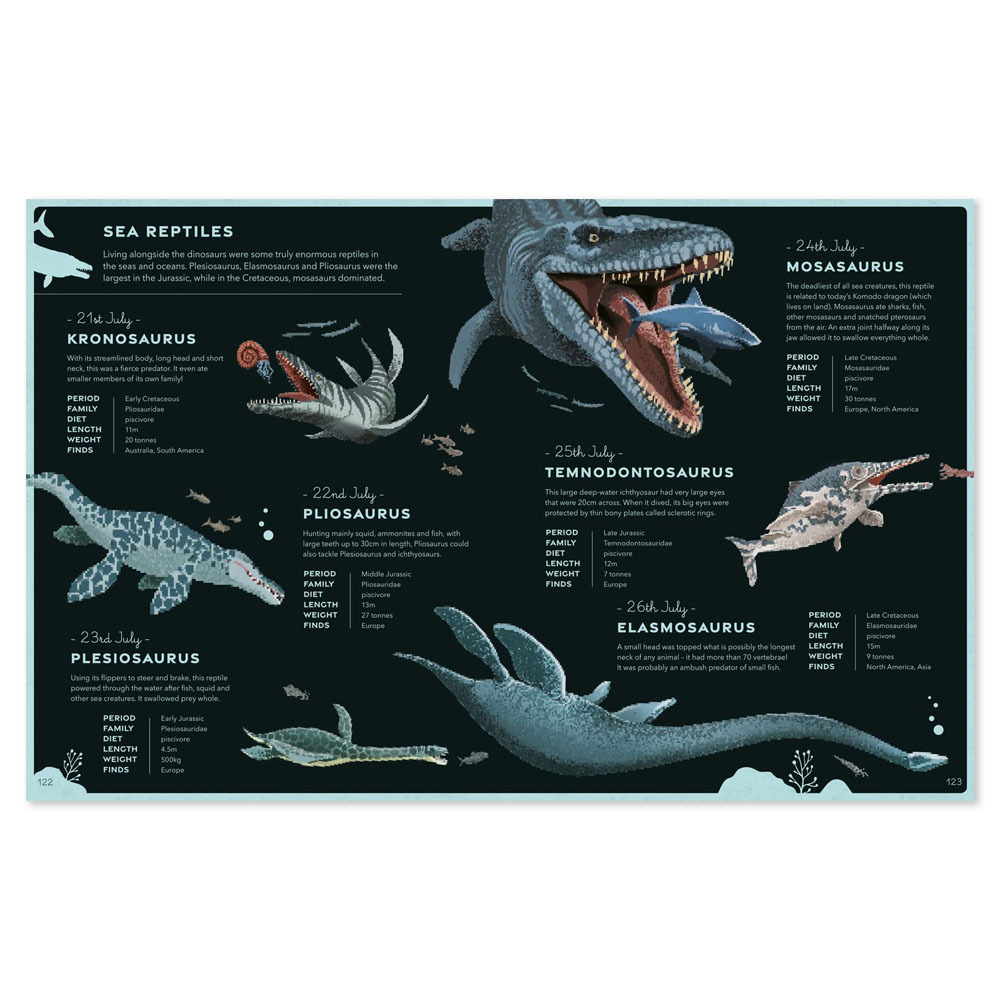 SEA REPTILES
Living alongside the dinosaurs were some truly enormous reptiles in
the seas and oceans. Plesiosaurus, Elasmosaurus and Pliosaurus were the
largest in the Jurassic, while in the Cretaceous, mosasaurs dominated.
- 21st July -
KRONOSAURUS
With its streamlined body, long head and short
neck, this was a fierce predator. It even ate
smaller members of its own family!
PERIOD Early Cretaceous
FAMILY Pliosauridae
DIET piscivore
LENGTH 11m
WEIGHT 20 tonnes
FINDS Australia, South America
- 22nd July -
PLIOSAURUS
Hunting mainly squid, ammonites and fish, with
large teeth up to 30cm in length, Pliosaurus could
also tackle Plesiosaurus and ichthyosaurs.
PERIOD Middle Jurassic
FAMILY Pliosauridae
DIET piscivore
LENGTH 13m
WEIGHT 27 tonnes
FINDS Europe
- 23rd July -
PLESIOSAURUS
Using its flippers to steer and brake, this reptile
powered through the water after fish, squid and
other sea creatures. It swallowed prey whole.
PERIOD Early Jurassic
FAMILY Plesiosauridae
DIET piscivore
LENGTH 4.5m
WEIGHT 500kg
FINDS Europe
122
- 24th July -
MOSASAURUS
The deadliest of all sea creatures, this reptile
is related to today's Komodo dragon (which
lives on land). Mosasaurus ate sharks, fish,
other mosasaurs and snatched pterosaurs
from the air. An extra joint halfway along its
jaw allowed it to swallow everything whole.
PERIOD Late Cretaceous
FAMILY Mosasauridae
DIET piscivore
LENGTH 17m
WEIGHT 30 tonnes
FINDS Europe, North America
- 25th July -
TEMNODONTOSAURUS
This large deep-water ichthyosaur had very large eyes
that were 20cm across. When it dived, its big eyes were
protected by thin bony plates called sclerotic rings.
PERIOD Late Jurassic
FAMILY Temnodontosauridae
DIET piscivore
LENGTH 12m
WEIGHT 7 tonnes
FINDS Europe
- 26th July -
ELASMOSAURUS
A small head was topped what is possibly the longest
neck of any animal – it had more than 70 vertebrae!
It was probably an ambush predator of small fish.
PERIOD Late Cretaceous
FAMILY Elasmosauridae
DIET piscivore
LENGTH 15m
WEIGHT 9 tonnes
FINDS North America, Asia
123